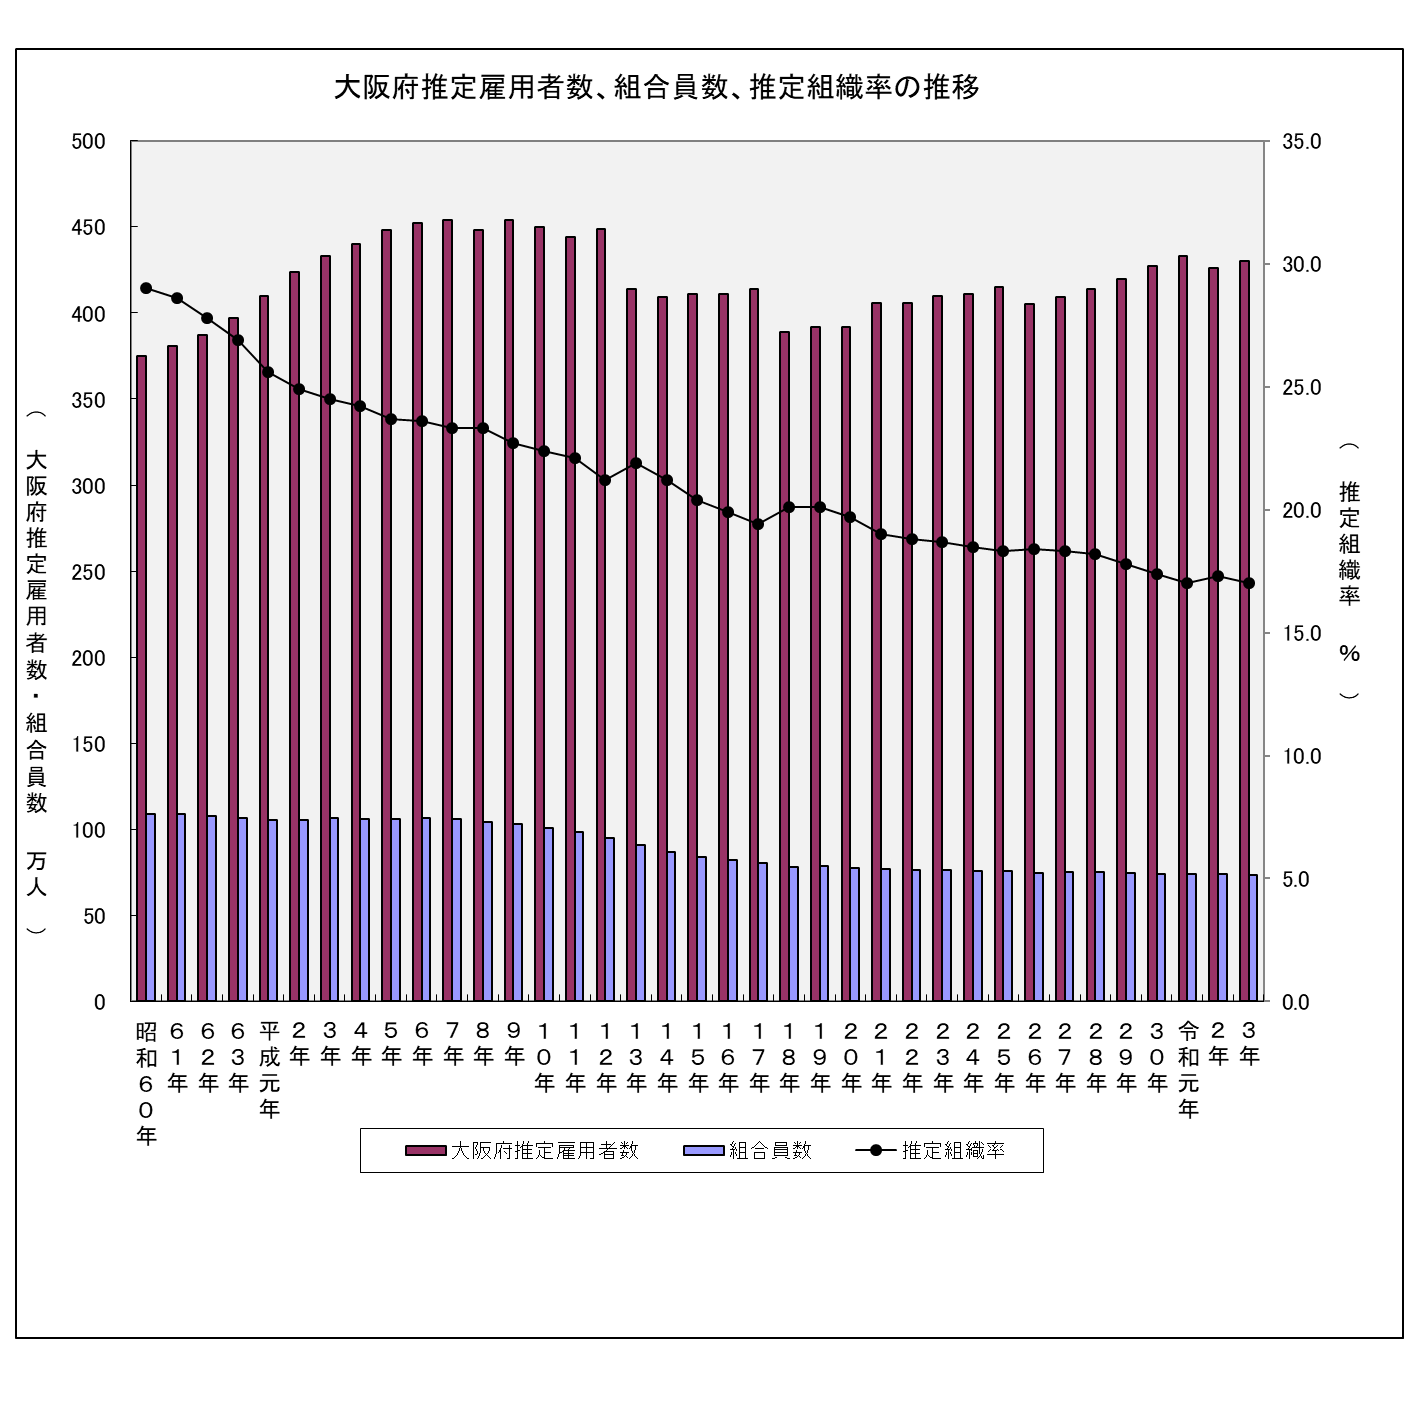 大阪府推定雇用者数、組合員数、推定組織率の推移
500
450
400
350
300
250
200
150
100
50
0
35.0
30.0
25.0
20.0
15.0
10.0
5.0
0.0
（大阪府推定雇用者数・組合員数　万人）
（推定組織率　％）
昭和６０年
６１年
６２年
６３年
平成元年
２年
３年
４年
５年
６年
７年
８年
９年
１０年
１１年
１２年
１３年
１４年
１５年
１６年
１７年
１８年
１９年
２０年
２１年
２２年
２３年
２４年
２５年
２６年
２７年
２８年
２９年
３０年
令和元年
２年
３年
大阪府推定雇用者数
組合員数
推定組織率